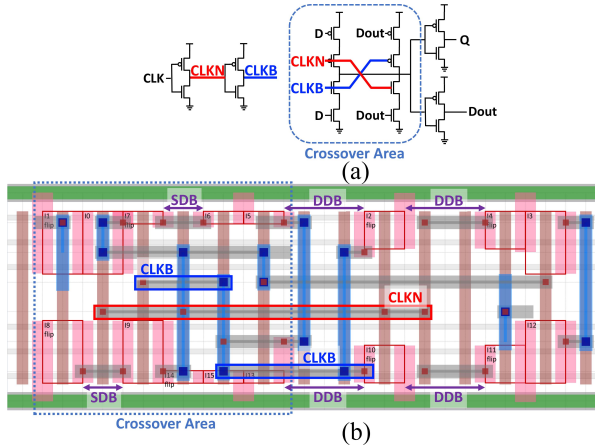 D
Dout
CLKN
CLKN
CLKB
CLK
CLKB
D
Dout
Q
Dout
Crossover Area
(a)
SDB
DDB
DDB
I1
flip
I0
I7
flip
I6
I5
I2
flip
I4
flip
I3
CLKB
CLKN
I8
flip
I9
I10
flip
I11
flip
I12
I14
flip
I15
I13
flip
CLKB
SDB
DDB
DDB
Crossover Area
(b)